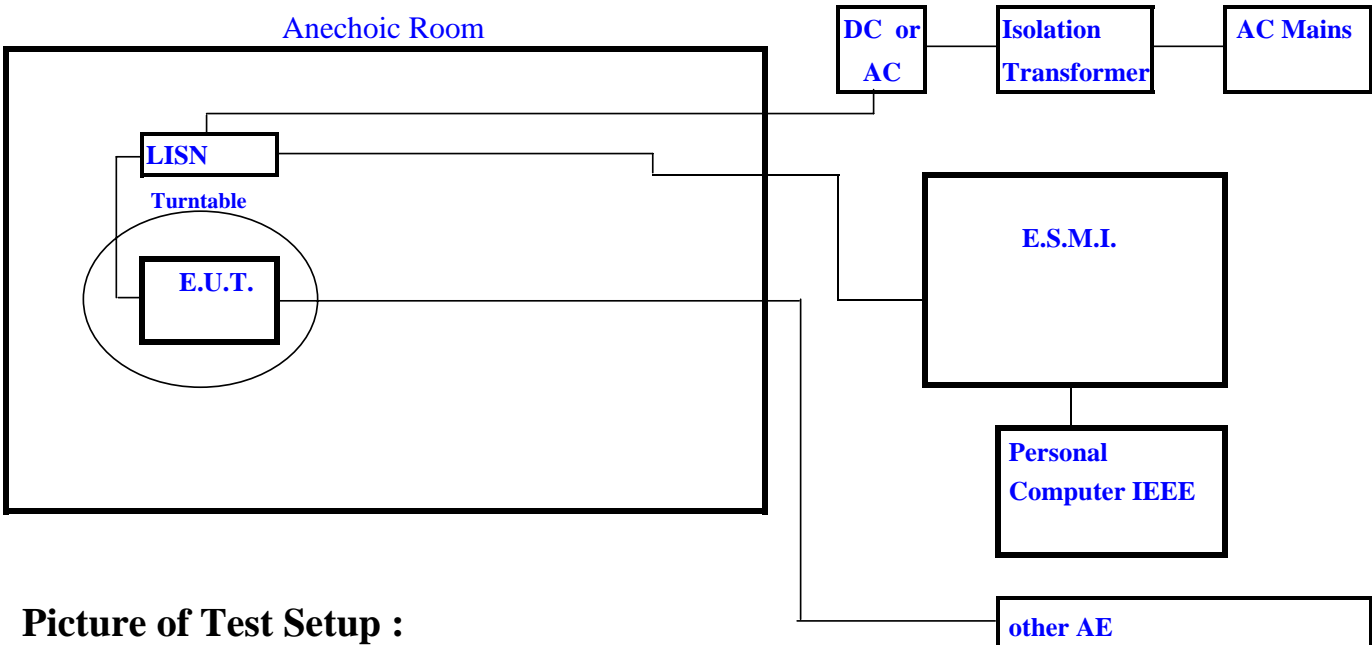 Anechoic Room
DC or
AC
Isolation
Transformer
AC Mains
LISN
Turntable
E.U.T.
E.S.M.I.
Personal
Computer IEEE
Picture of Test Setup :
other AE